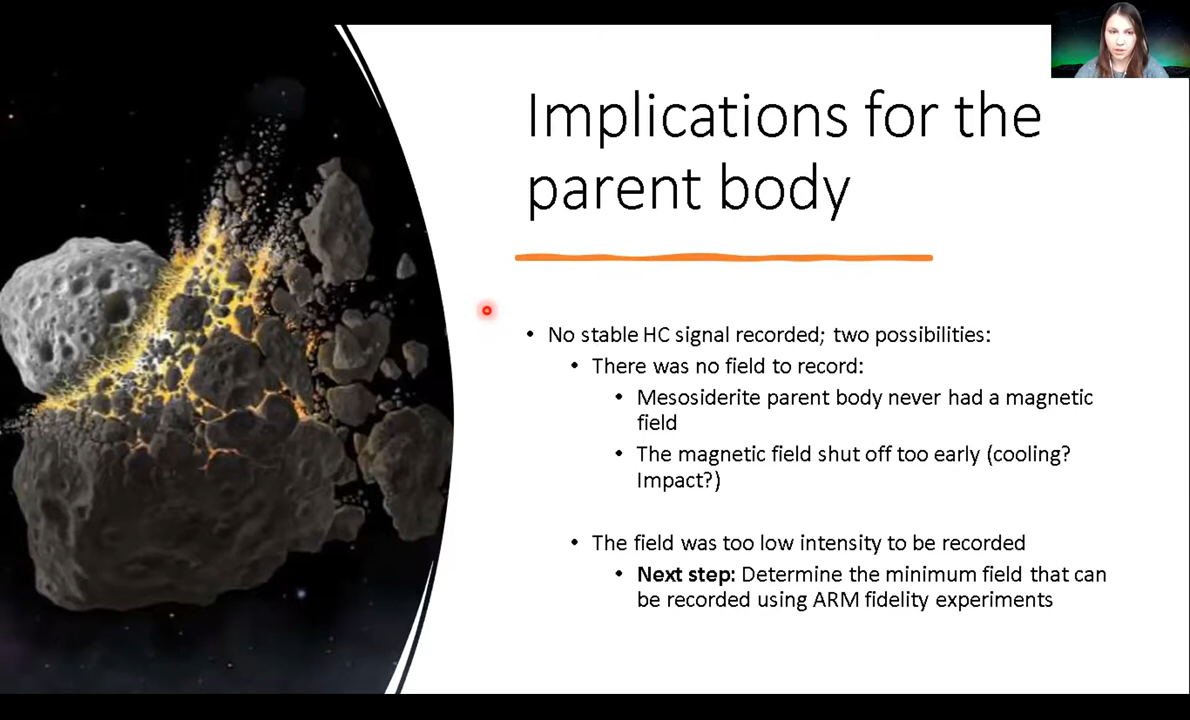 Implications for the
parent body
• No stable HC signal recorded; two possibilities:
• There was no field to record:
• Mesosiderite parent body never had a magnetic
field
• The magnetic field shut off too early (cooling?
Impact?)
• The field was too low intensity to be recorded
• Next step: Determine the minimum field that can
be recorded using ARM fidelity experiments